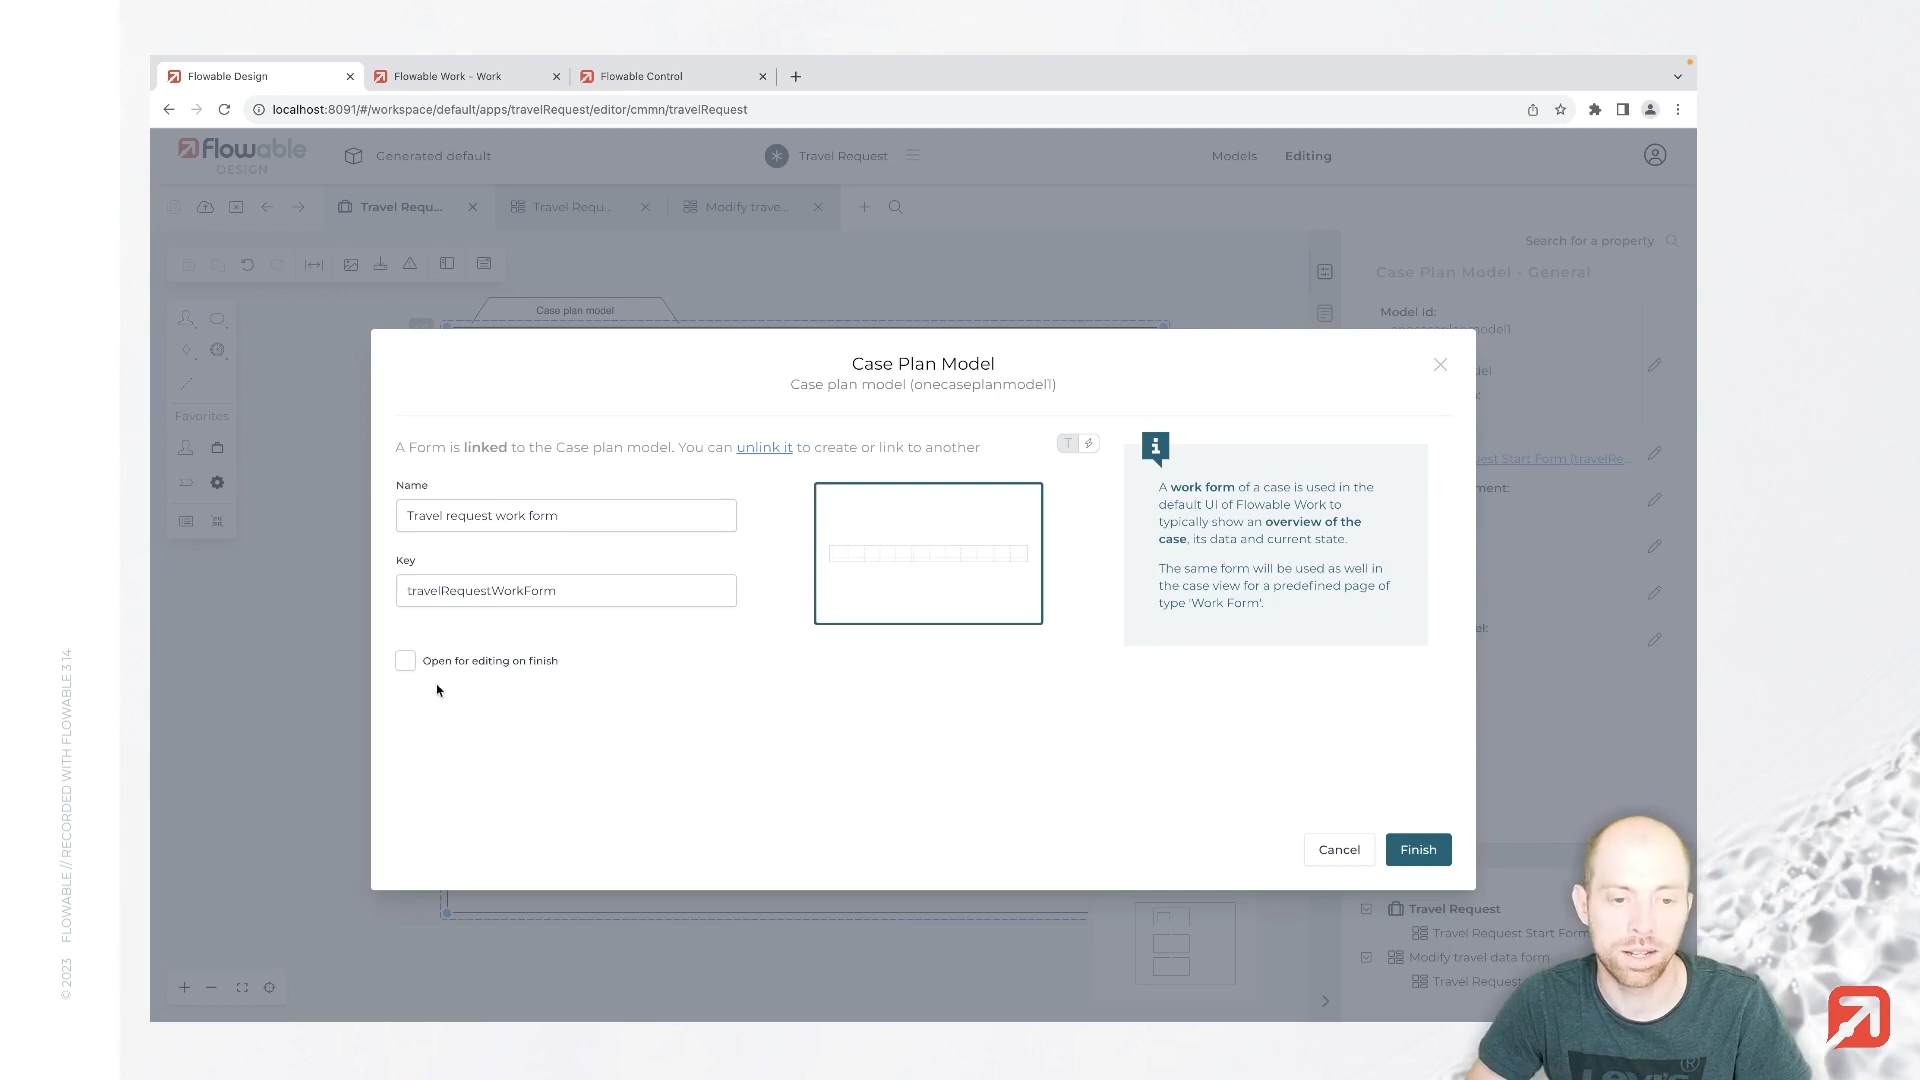 Flowable Design
Flowable Work - Work
Flowable Control
localhost:8091/#/workspace/default/apps/travelRequest/editor/cmmn/travelRequest
Flowable
DESIGN
Generated default
Travel Request
Models
Editing
Travel Requ...
Travel Requ...
Modify trave...
Search for a property
Case Plan Model - General
Case plan model
Model Id:
Favorites
Case Plan Model
Case plan model (onecaseplanmodel1)
A Form is linked to the Case plan model. You can unlink it to create or link to another
T
Name
Travel request work form
Key
travelRequestWorkForm
Open for editing on finish
i
A work form of a case is used in the
default UI of Flowable Work to
typically show an overview of the
case, its data and current state.
The same form will be used as well in
the case view for a predefined page of
type 'Work Form'.
est Start Form (travelRe...
Cancel
Finish
Travel Request
Travel Request Start Form
Modify travel data form
Travel Request
© 2023 FLOWABLE // RECORDED WITH FLOWABLE 3.14